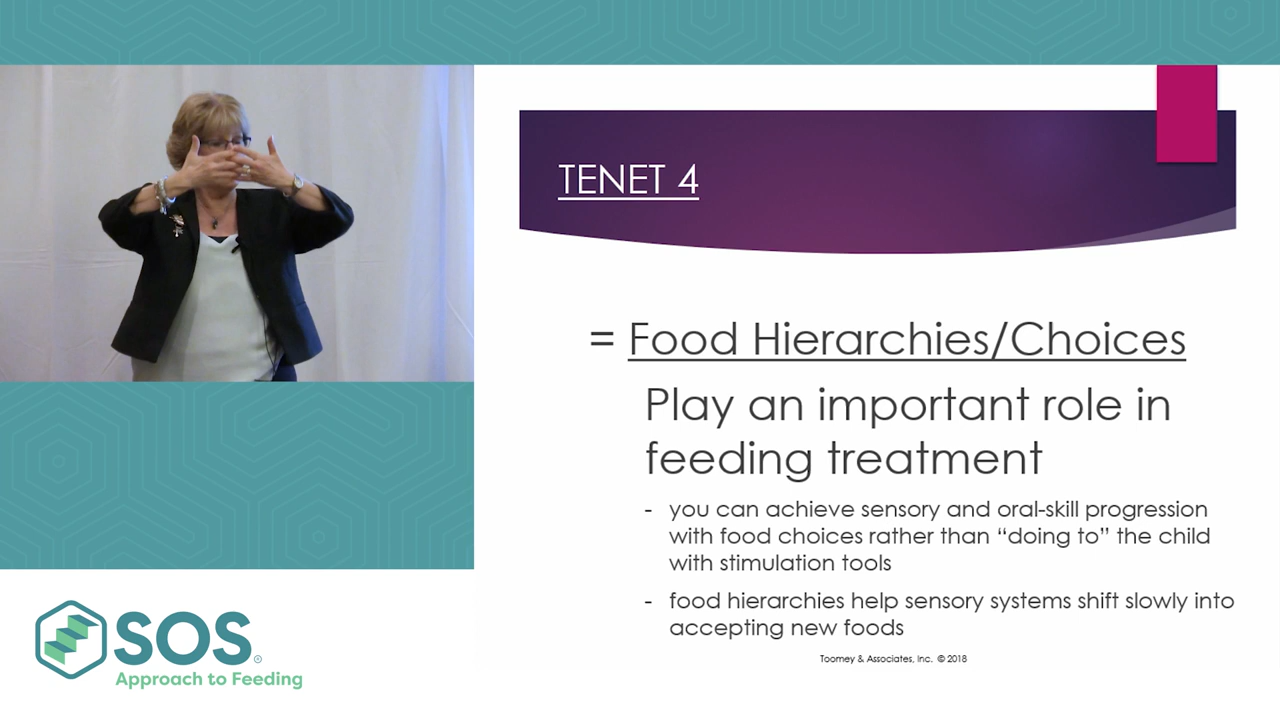 TENET 4
= Food Hierarchies/Choices
Play an important role in
feeding treatment
- you can achieve sensory and oral-skill progression
with food choices rather than “doing to” the child
with stimulation tools
- food hierarchies help sensory systems shift slowly into
accepting new foods
Toomey & Associates, Inc. © 2018
SOS®
Approach to Feeding